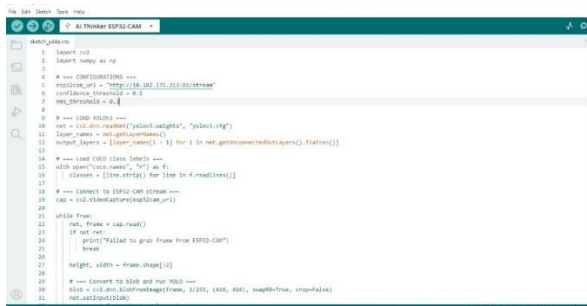 File Edit Sketch Tools Help
AI Thinker ESP32-CAM
1 import cv2
2 import numpy as np
3
4 # === CONFIGURATIONS ===
5 esp32cam_url = "http://10.102.175.213:81/stream"
6 confidence_threshold = 0.5
7 nms_threshold = 0.3
8
9 # === LOAD YOLOV3 ===
10 net = cv2.dnn.readNet("yolov3.weights", "yolov3.cfg")
11 layer_names = net.getLayerNames()
12 output_layers = [layer_names[i - 1] for i in net.getUnconnectedOutLayers().flatten()]
13
14 # === Load COCO class labels ===
15 with open("coco.names", "r") as f:
16 classes = [line.strip() for line in f.readlines()]
17
18 # === Connect to ESP32-CAM stream ===
19 cap = cv2.VideoCapture(esp32cam_url)
20
21 while True:
22 ret, frame = cap.read()
23 if not ret:
24 print("Failed to grab frame from ESP32-CAM")
25 break
26
27 height, width = frame.shape[:2]
28
29 # === Convert to blob and run YOLO ===
30 blob = cv2.dnn.blobFromImage(frame, 1/255, (416, 416), swapRB=True, crop=False)
31 net.setInput(blob)